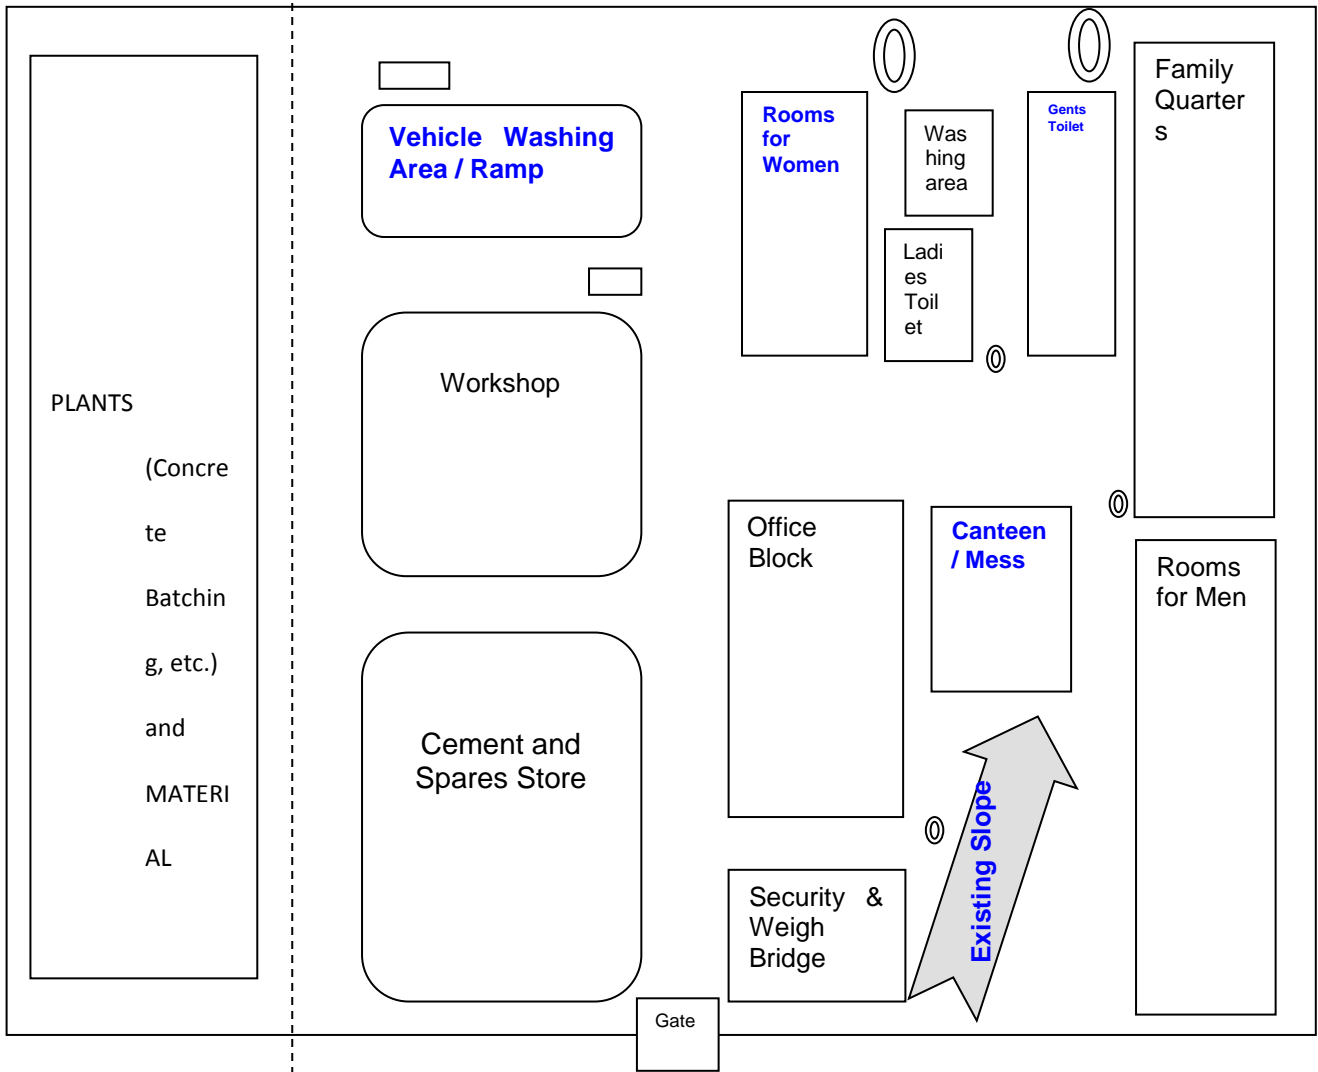 PLANTS
(Concre
te
Batchin
g, etc.)
and
MATERI
AL
Vehicle Washing
Area / Ramp
Workshop
Cement and
Spares Store
Rooms
for
Women
Was
hing
area
Ladi
es
Toil
et
Gents
Toilet
Family
Quarter
s
Office
Block
Canteen
/ Mess
Rooms
for Men
Existing Slope
Security &
Weigh
Bridge
Gate